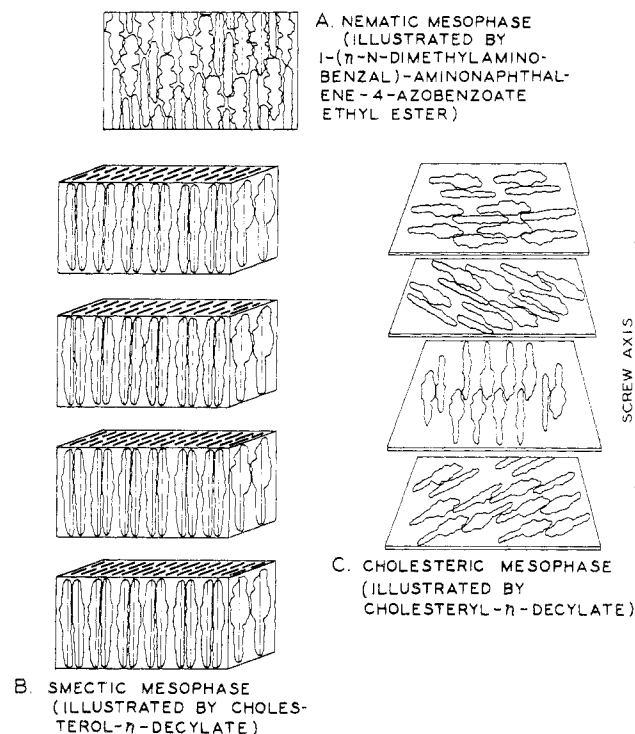 A. NEMATIC MESOPHASE
(ILLUSTRATED BY
1-(n-N-DIMETHYLAMINO-
BENZAL)-AMINONAPHTHAL-
ENE-4-AZOBENZOATE
ETHYL ESTER)
SCREW AXIS
C. CHOLESTERIC MESOPHASE
(ILLUSTRATED BY
CHOLESTERYL-n-DECYLATE)
B. SMECTIC MESOPHASE
(ILLUSTRATED BY CHOLES-
TEROL-n-DECYLATE)